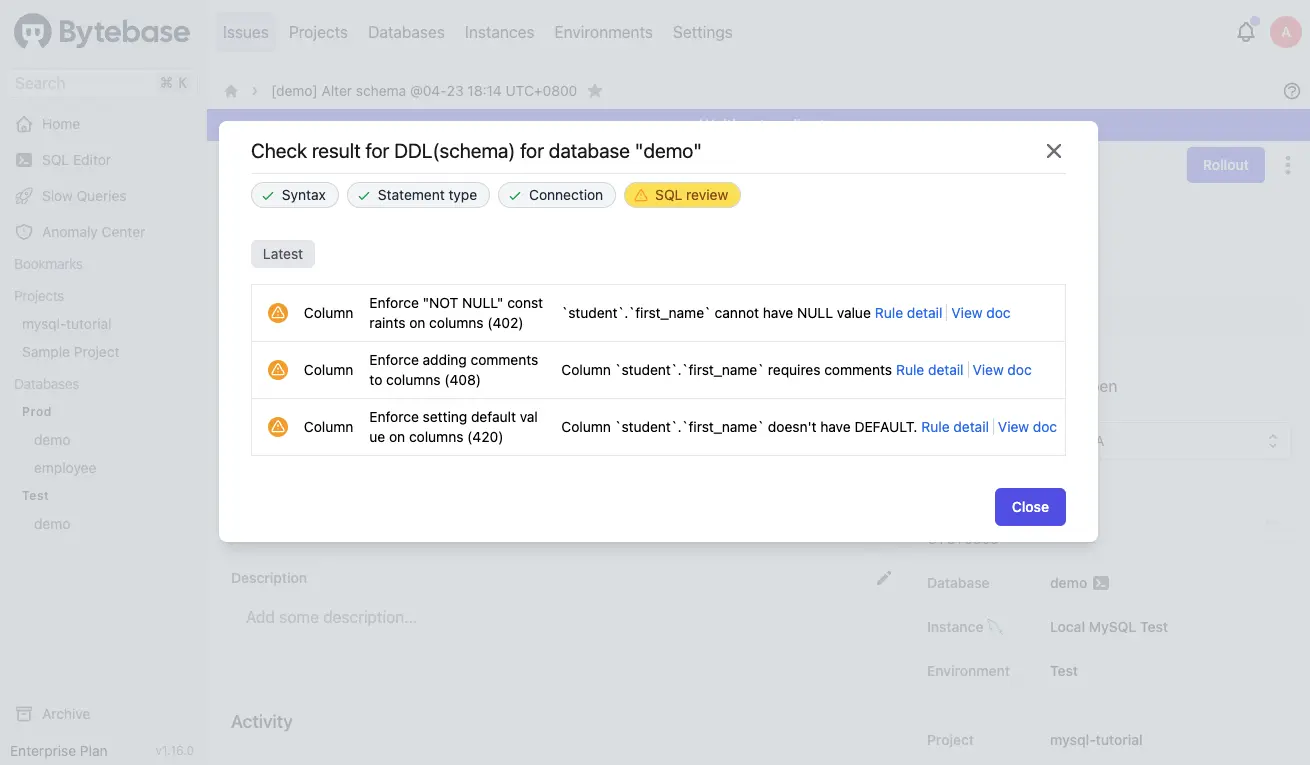 Bytebase
Issues Projects Databases Instances Environments Settings
A
Search ⌘ K
[demo] Alter schema @04-23 18:14 UTC+0800
Home
SQL Editor
Slow Queries
Anomaly Center
Bookmarks
Projects
mysql-tutorial
Sample Project
Databases
Prod
demo
employee
Test
demo
Archive
Enterprise Plan v1.16.0
Rollout
Check result for DDL(schema) for database "demo"
Syntax Statement type Connection SQL review
Latest
Column Enforce "NOT NULL" const
raints on columns (402) `student`.`first_name` cannot have NULL value Rule detail View doc
Column Enforce adding comments
to columns (408) Column `student`.`first_name` requires comments Rule detail View doc
Column Enforce setting default val
ue on columns (420) Column `student`.`first_name` doesn't have DEFAULT. Rule detail View doc
Close
Description
Add some description...
Activity
Database demo
Instance Local MySQL Test
Environment Test
Project mysql-tutorial